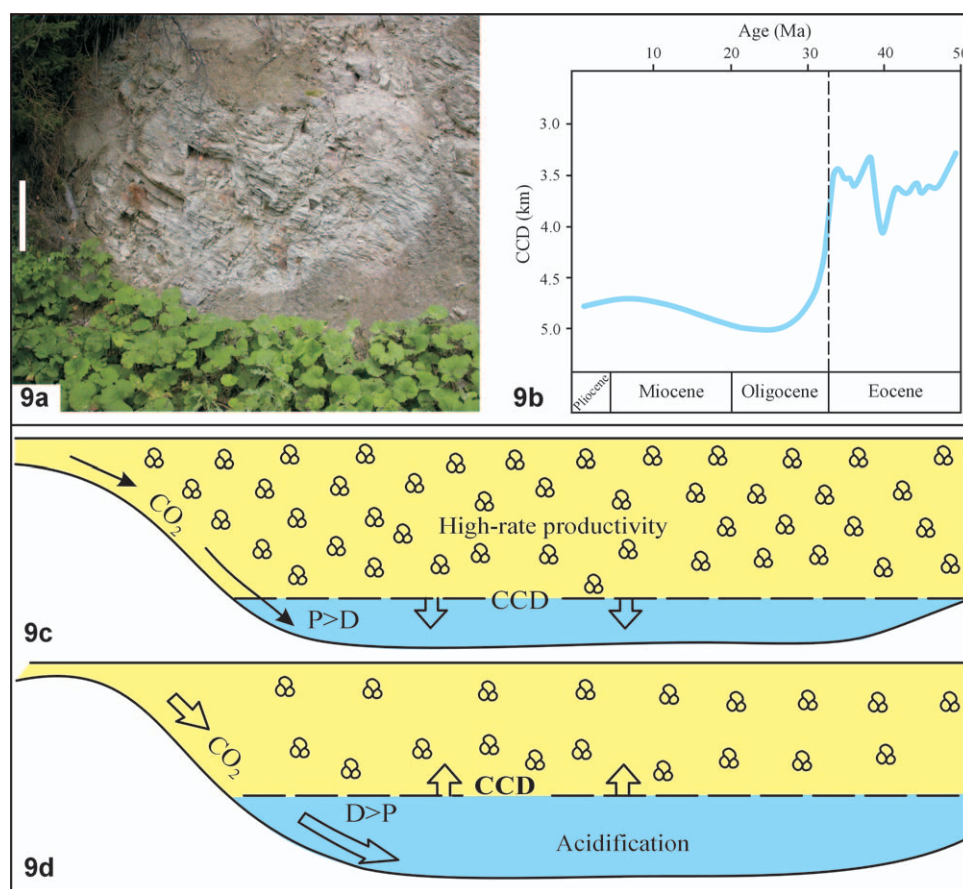 9a
Age (Ma)
10 20 30 40 50
3.0
3.5
4.0
4.5
5.0
CCD (km)
Pliocene Miocene Oligocene Eocene
9b
CO2
High-rate productivity
CCD
P>D
9c
CO2
CCD
D>P
Acidification
9d